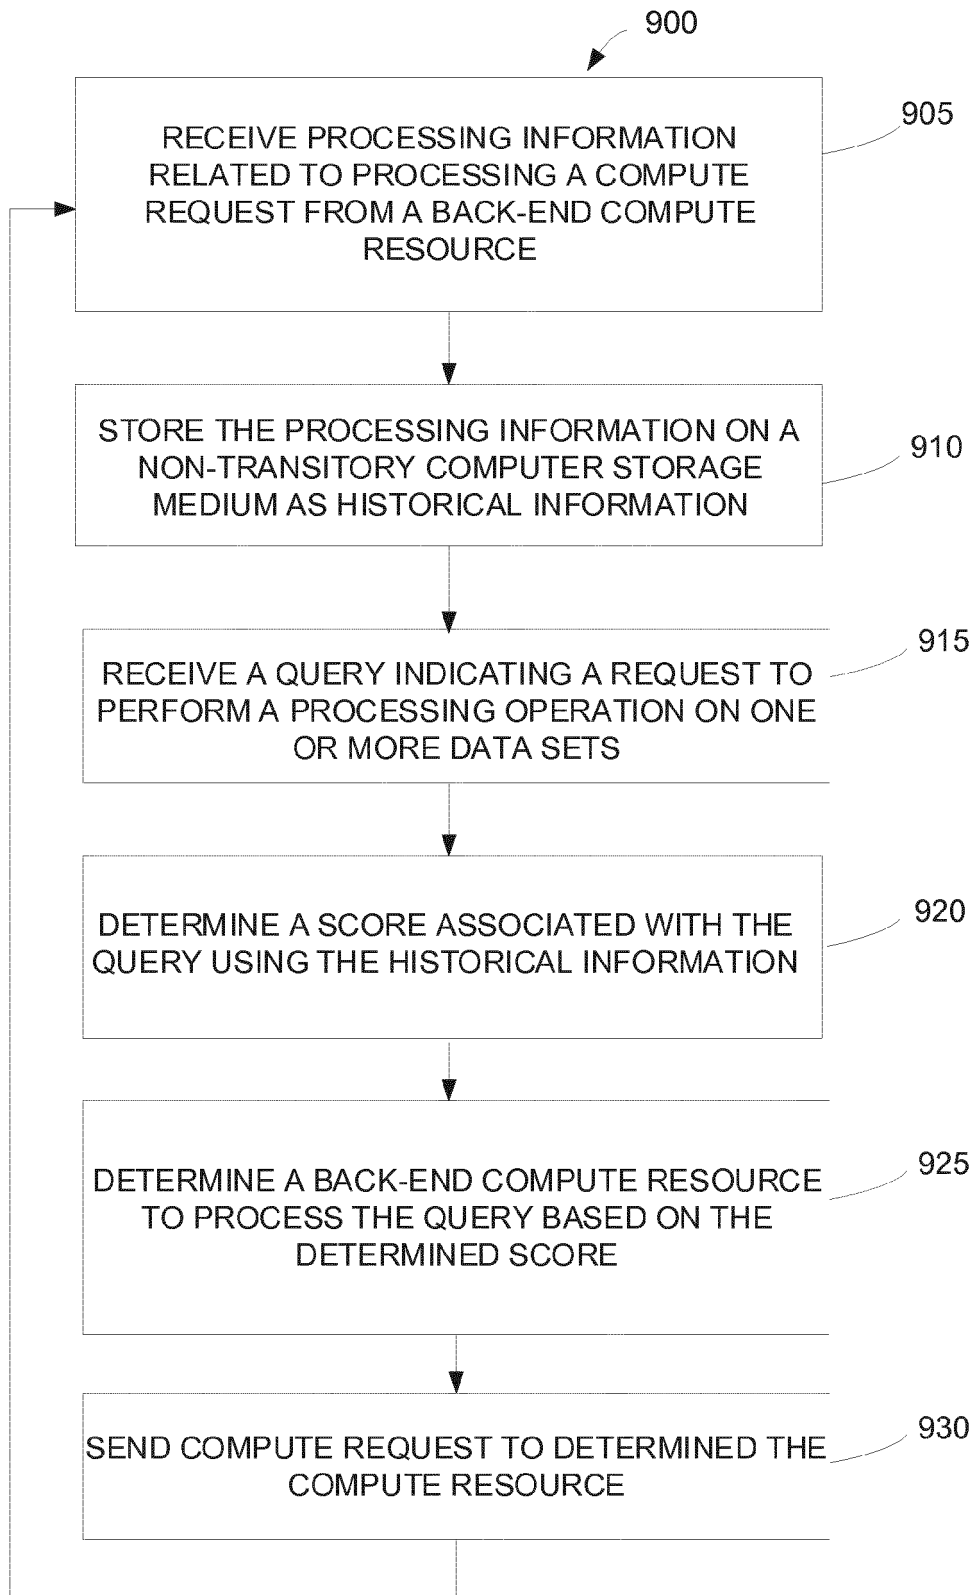 900
905
RECEIVE PROCESSING INFORMATION
RELATED TO PROCESSING A COMPUTE
REQUEST FROM A BACK-END COMPUTE
RESOURCE
910
STORE THE PROCESSING INFORMATION ON A
NON-TRANSITORY COMPUTER STORAGE
MEDIUM AS HISTORICAL INFORMATION
915
RECEIVE A QUERY INDICATING A REQUEST TO
PERFORM A PROCESSING OPERATION ON ONE
OR MORE DATA SETS
920
DETERMINE A SCORE ASSOCIATED WITH THE
QUERY USING THE HISTORICAL INFORMATION
925
DETERMINE A BACK-END COMPUTE RESOURCE
TO PROCESS THE QUERY BASED ON THE
DETERMINED SCORE
930
SEND COMPUTE REQUEST TO DETERMINED THE
COMPUTE RESOURCE